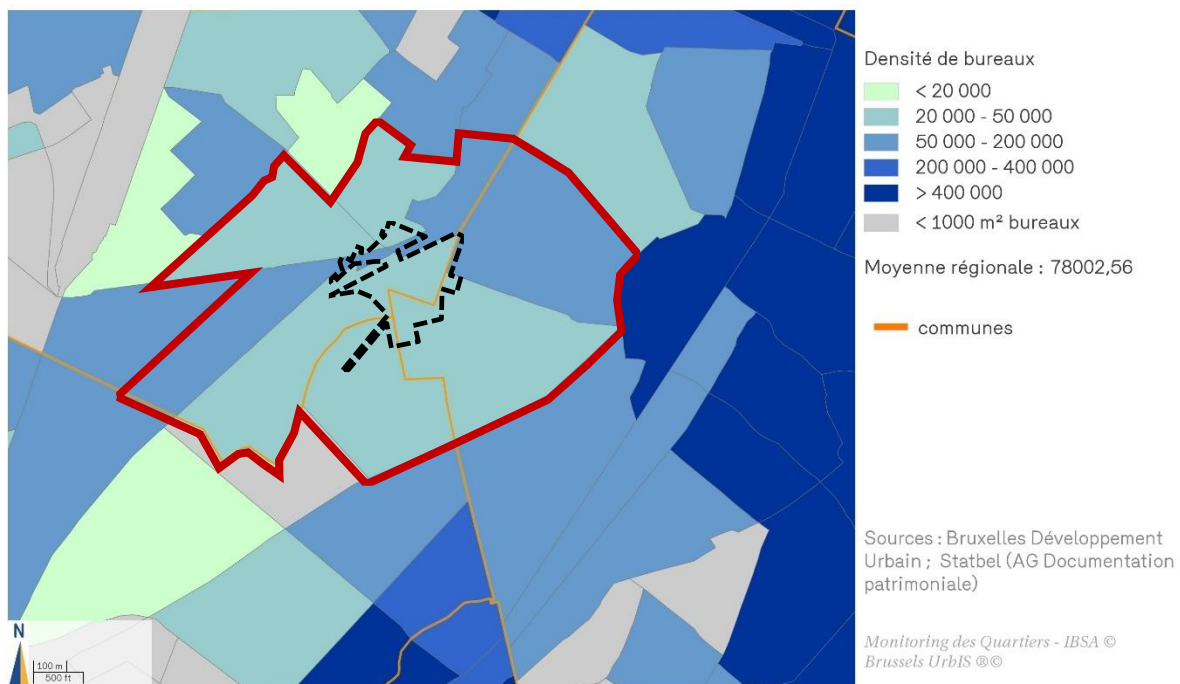 Densité de bureaux
< 20 000
20 000 - 50 000
50 000 - 200 000
200 000 - 400 000
> 400 000
< 1000 m² bureaux
Moyenne régionale : 78002,56
communes
Sources : Bruxelles Développement
Urbain ; Statbel (AG Documentation
patrimoniale)
Monitoring des Quartiers - IBSA ©
Brussels UrbIS ®©
N
100 m
500 ft